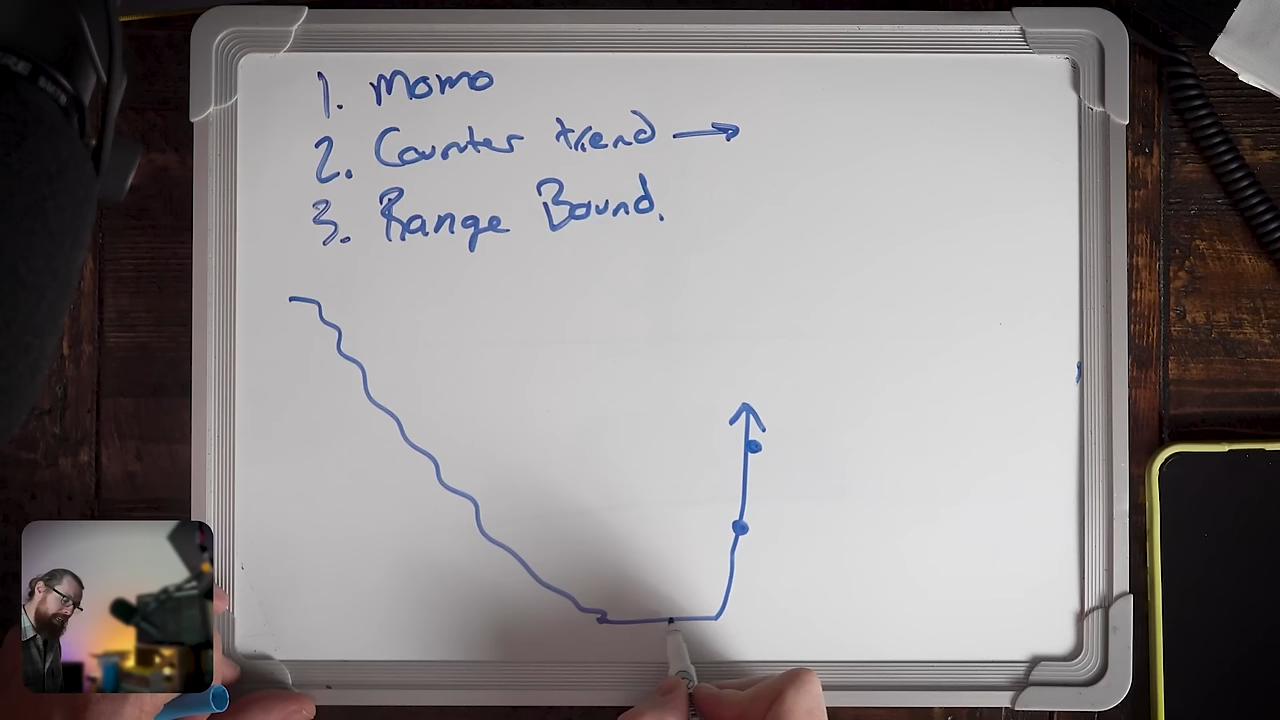 1. Momo
2. Counter trend →
3. Range Bound.